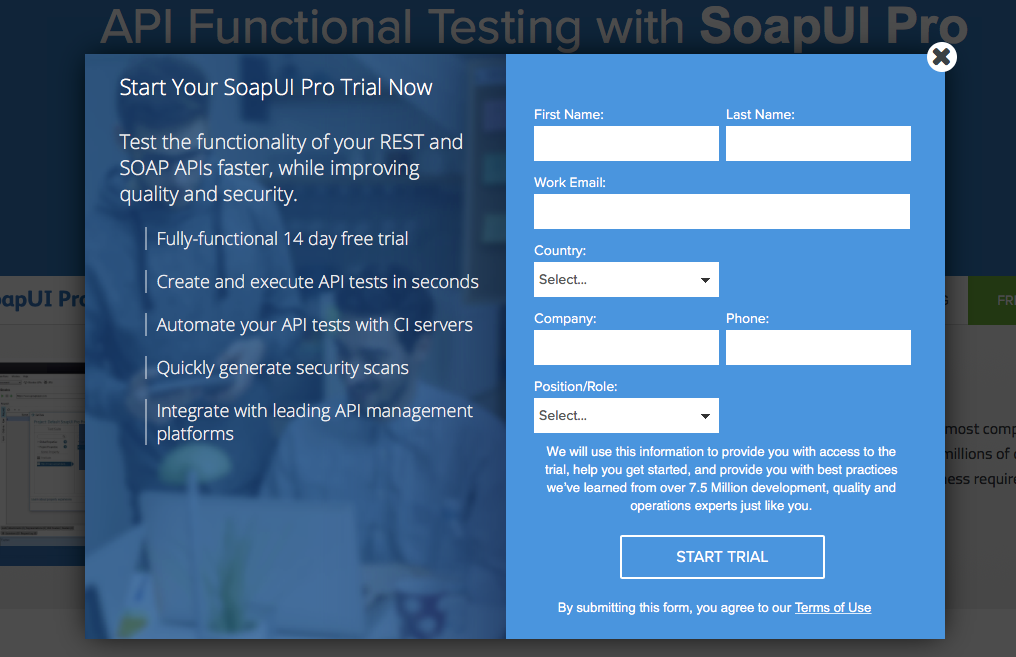 API Functional Testing with SoapUI Pro
Start Your SoapUI Pro Trial Now
Test the functionality of your REST and
SOAP APIs faster, while improving
quality and security.
Fully-functional 14 day free trial
Create and execute API tests in seconds
Automate your API tests with CI servers
Quickly generate security scans
Integrate with leading API management
platforms
First Name:
Last Name:
Work Email:
Country:
Select...
Company:
Phone:
Position/Role:
Select...
We will use this information to provide you with access to the
trial, help you get started, and provide you with best practices
we've learned from over 7.5 Million development, quality and
operations experts just like you.
START TRIAL
By submitting this form, you agree to our Terms of Use
oapUI Pro
S
FR
most comp
millions of
ness require